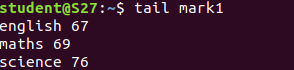 student@S27:~$ tail mark1
english 67
maths 69
science 76